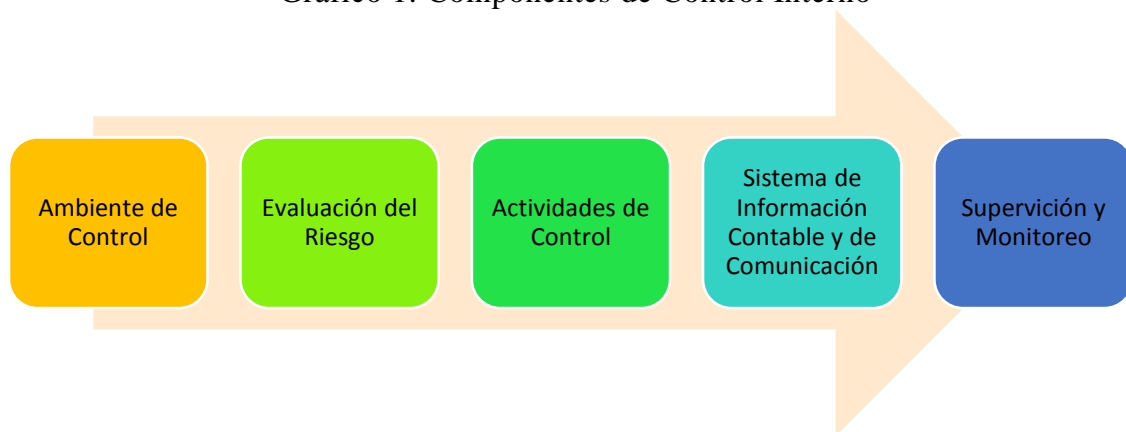 Gráfico 1: Componentes de Control Interno
Ambiente de
Control
Evaluación del
Riesgo
Actividades de
Control
Sistema de
Información
Contable y de
Comunicación
Supervición y
Monitoreo